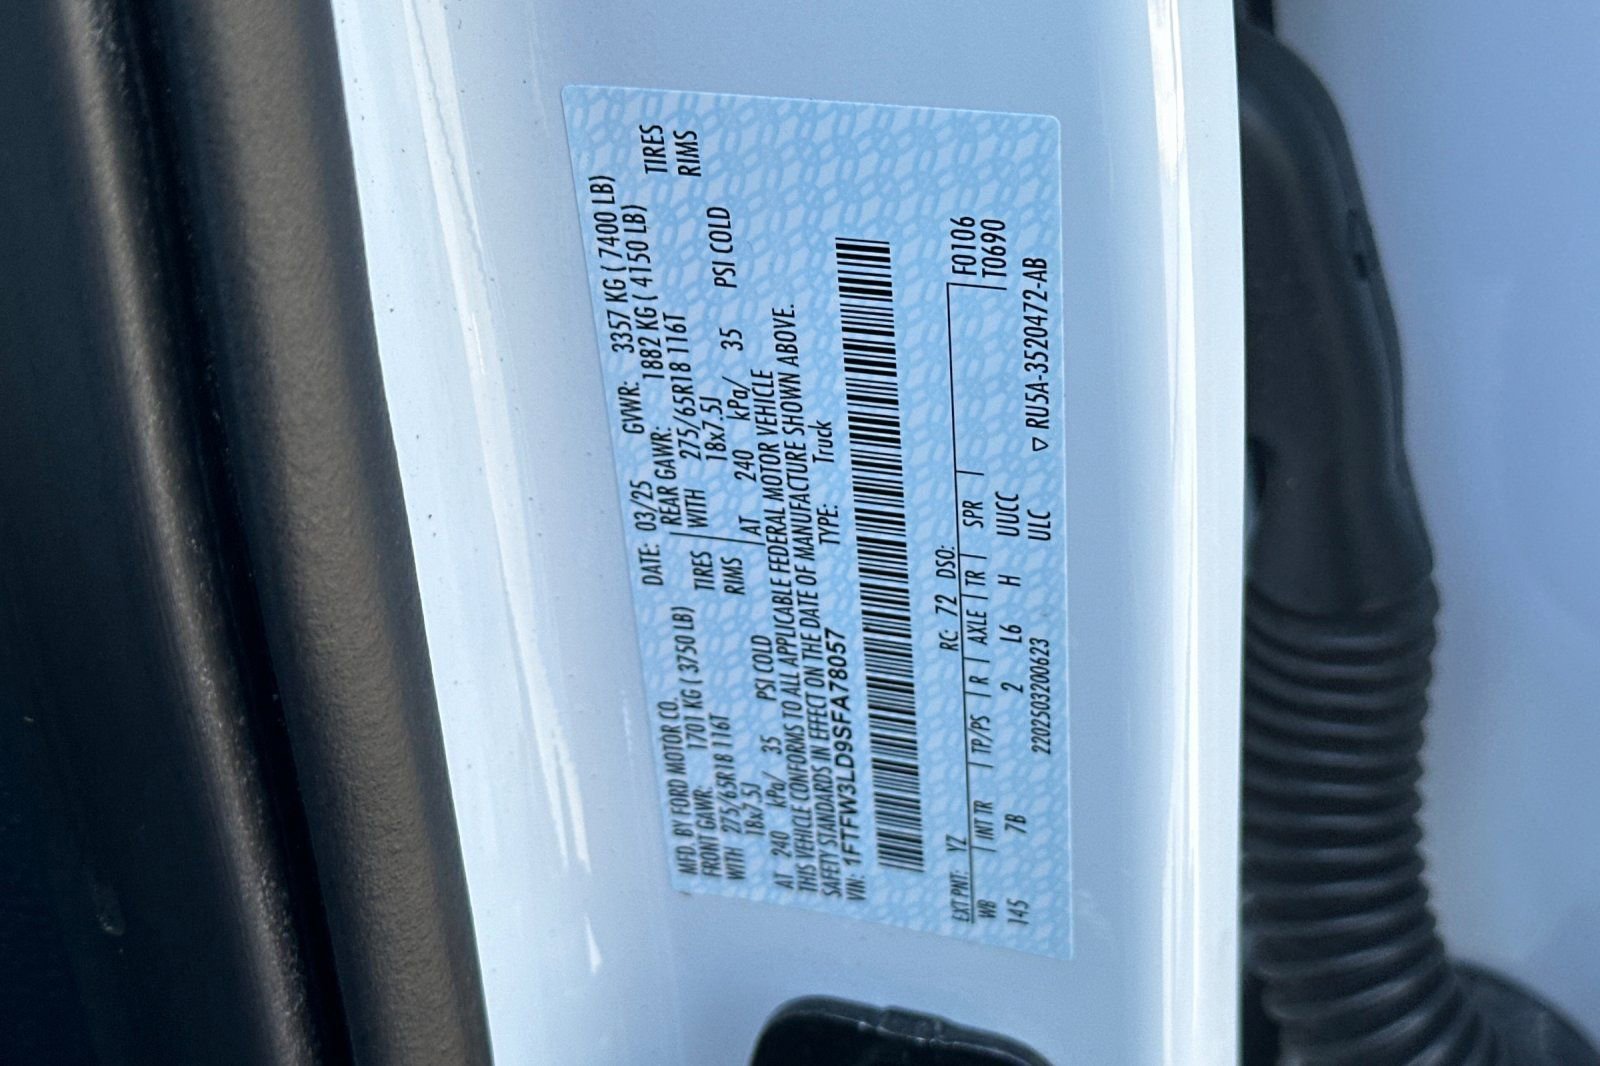 MFD. BY FORD MOTOR CO.
DATE: 03/25 GVWR: 3357 KG ( 7400 LB)
FRONT GAWR: 1701 KG ( 3750 LB)
REAR GAWR: 1882 KG ( 4150 LB)
WITH 275/65R18 116T TIRES
WITH 275/65R18 116T TIRES
18x7.5J RIMS
18x7.5J RIMS
AT 240 kPa/ 35 PSI COLD
AT 240 kPa/ 35 PSI COLD
THIS VEHICLE CONFORMS TO ALL APPLICABLE FEDERAL MOTOR VEHICLE
SAFETY STANDARDS IN EFFECT ON THE DATE OF MANUFACTURE SHOWN ABOVE.
VIN: 1FTFW3LD9SFA78057 TYPE: Truck
EXT PNT: YZ RC: 72 DSO: F0106
WB INT TR TP/PS R AXLE TR SPR T0690
145 7B 2 L6 H UUCC
2202503200623 ULC ▽ RU5A-3520472-AB